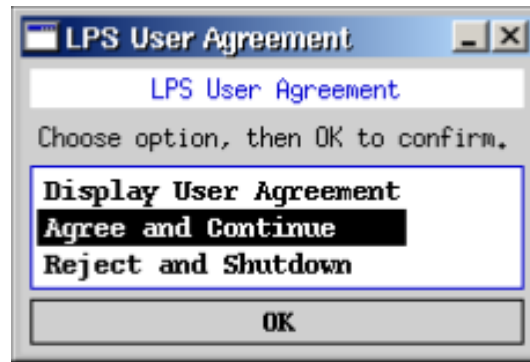 LPS User Agreement
LPS User Agreement
Choose option, then OK to confirm.
Display User Agreement
Agree and Continue
Reject and Shutdown
OK